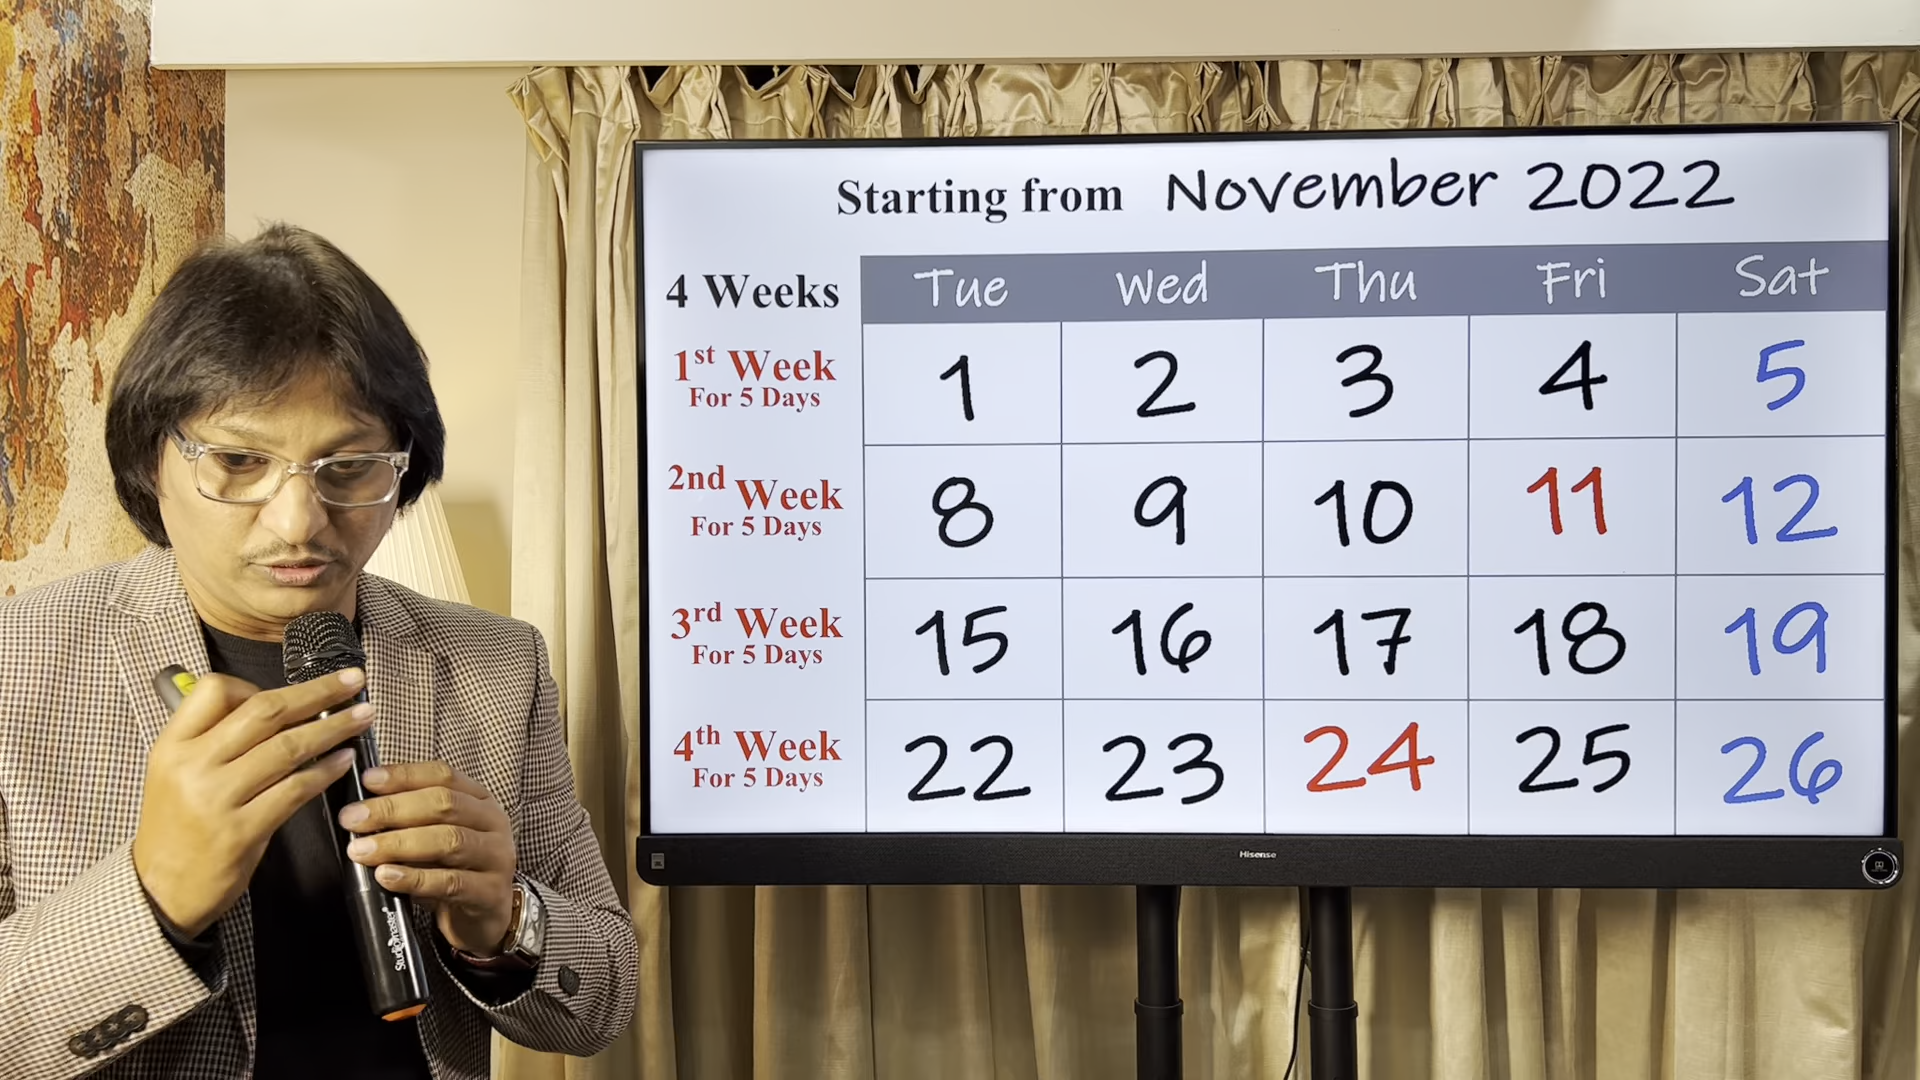 Starting from November 2022
4 Weeks Tue Wed Thu Fri Sat
1st Week 1 2 3 4 5
For 5 Days
2nd Week 8 9 10 11 12
For 5 Days
3rd Week 15 16 17 18 19
For 5 Days
4th Week 22 23 24 25 26
For 5 Days
Hisense
Studiomaster